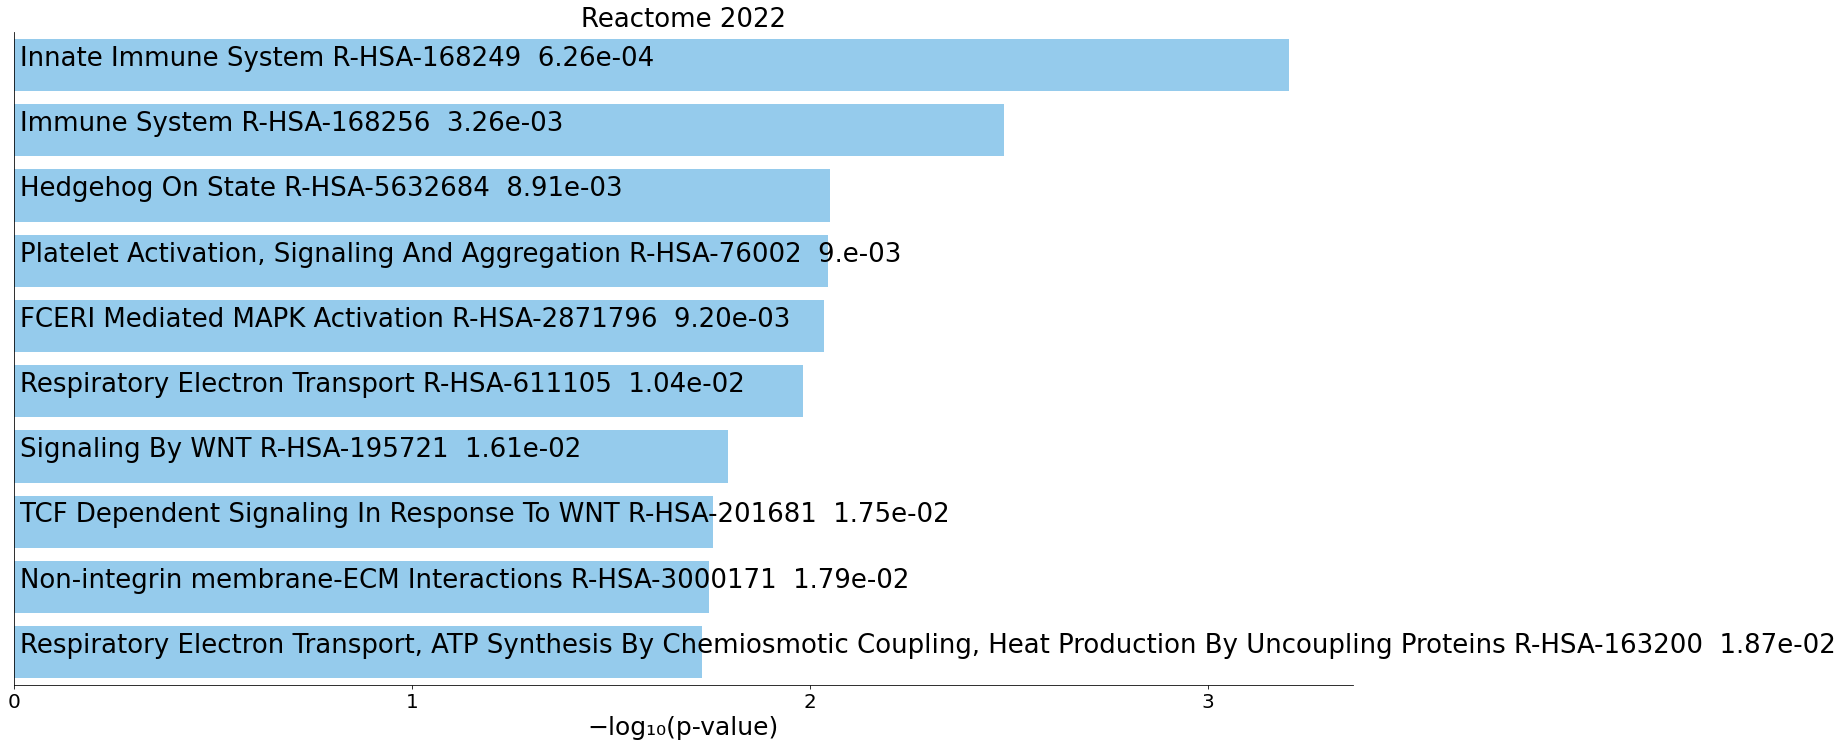 Reactome 2022
Innate Immune System R-HSA-168249  6.26e-04
Immune System R-HSA-168256  3.26e-03
Hedgehog On State R-HSA-5632684  8.91e-03
Platelet Activation, Signaling And Aggregation R-HSA-76002  9.e-03
FCERI Mediated MAPK Activation R-HSA-2871796  9.20e-03
Respiratory Electron Transport R-HSA-611105  1.04e-02
Signaling By WNT R-HSA-195721  1.61e-02
TCF Dependent Signaling In Response To WNT R-HSA-201681  1.75e-02
Non-integrin membrane-ECM Interactions R-HSA-3000171  1.79e-02
Respiratory Electron Transport, ATP Synthesis By Chemiosmotic Coupling, Heat Production By Uncoupling Proteins R-HSA-163200  1.87e-02
0 1 2 3
−log₁₀(p-value)